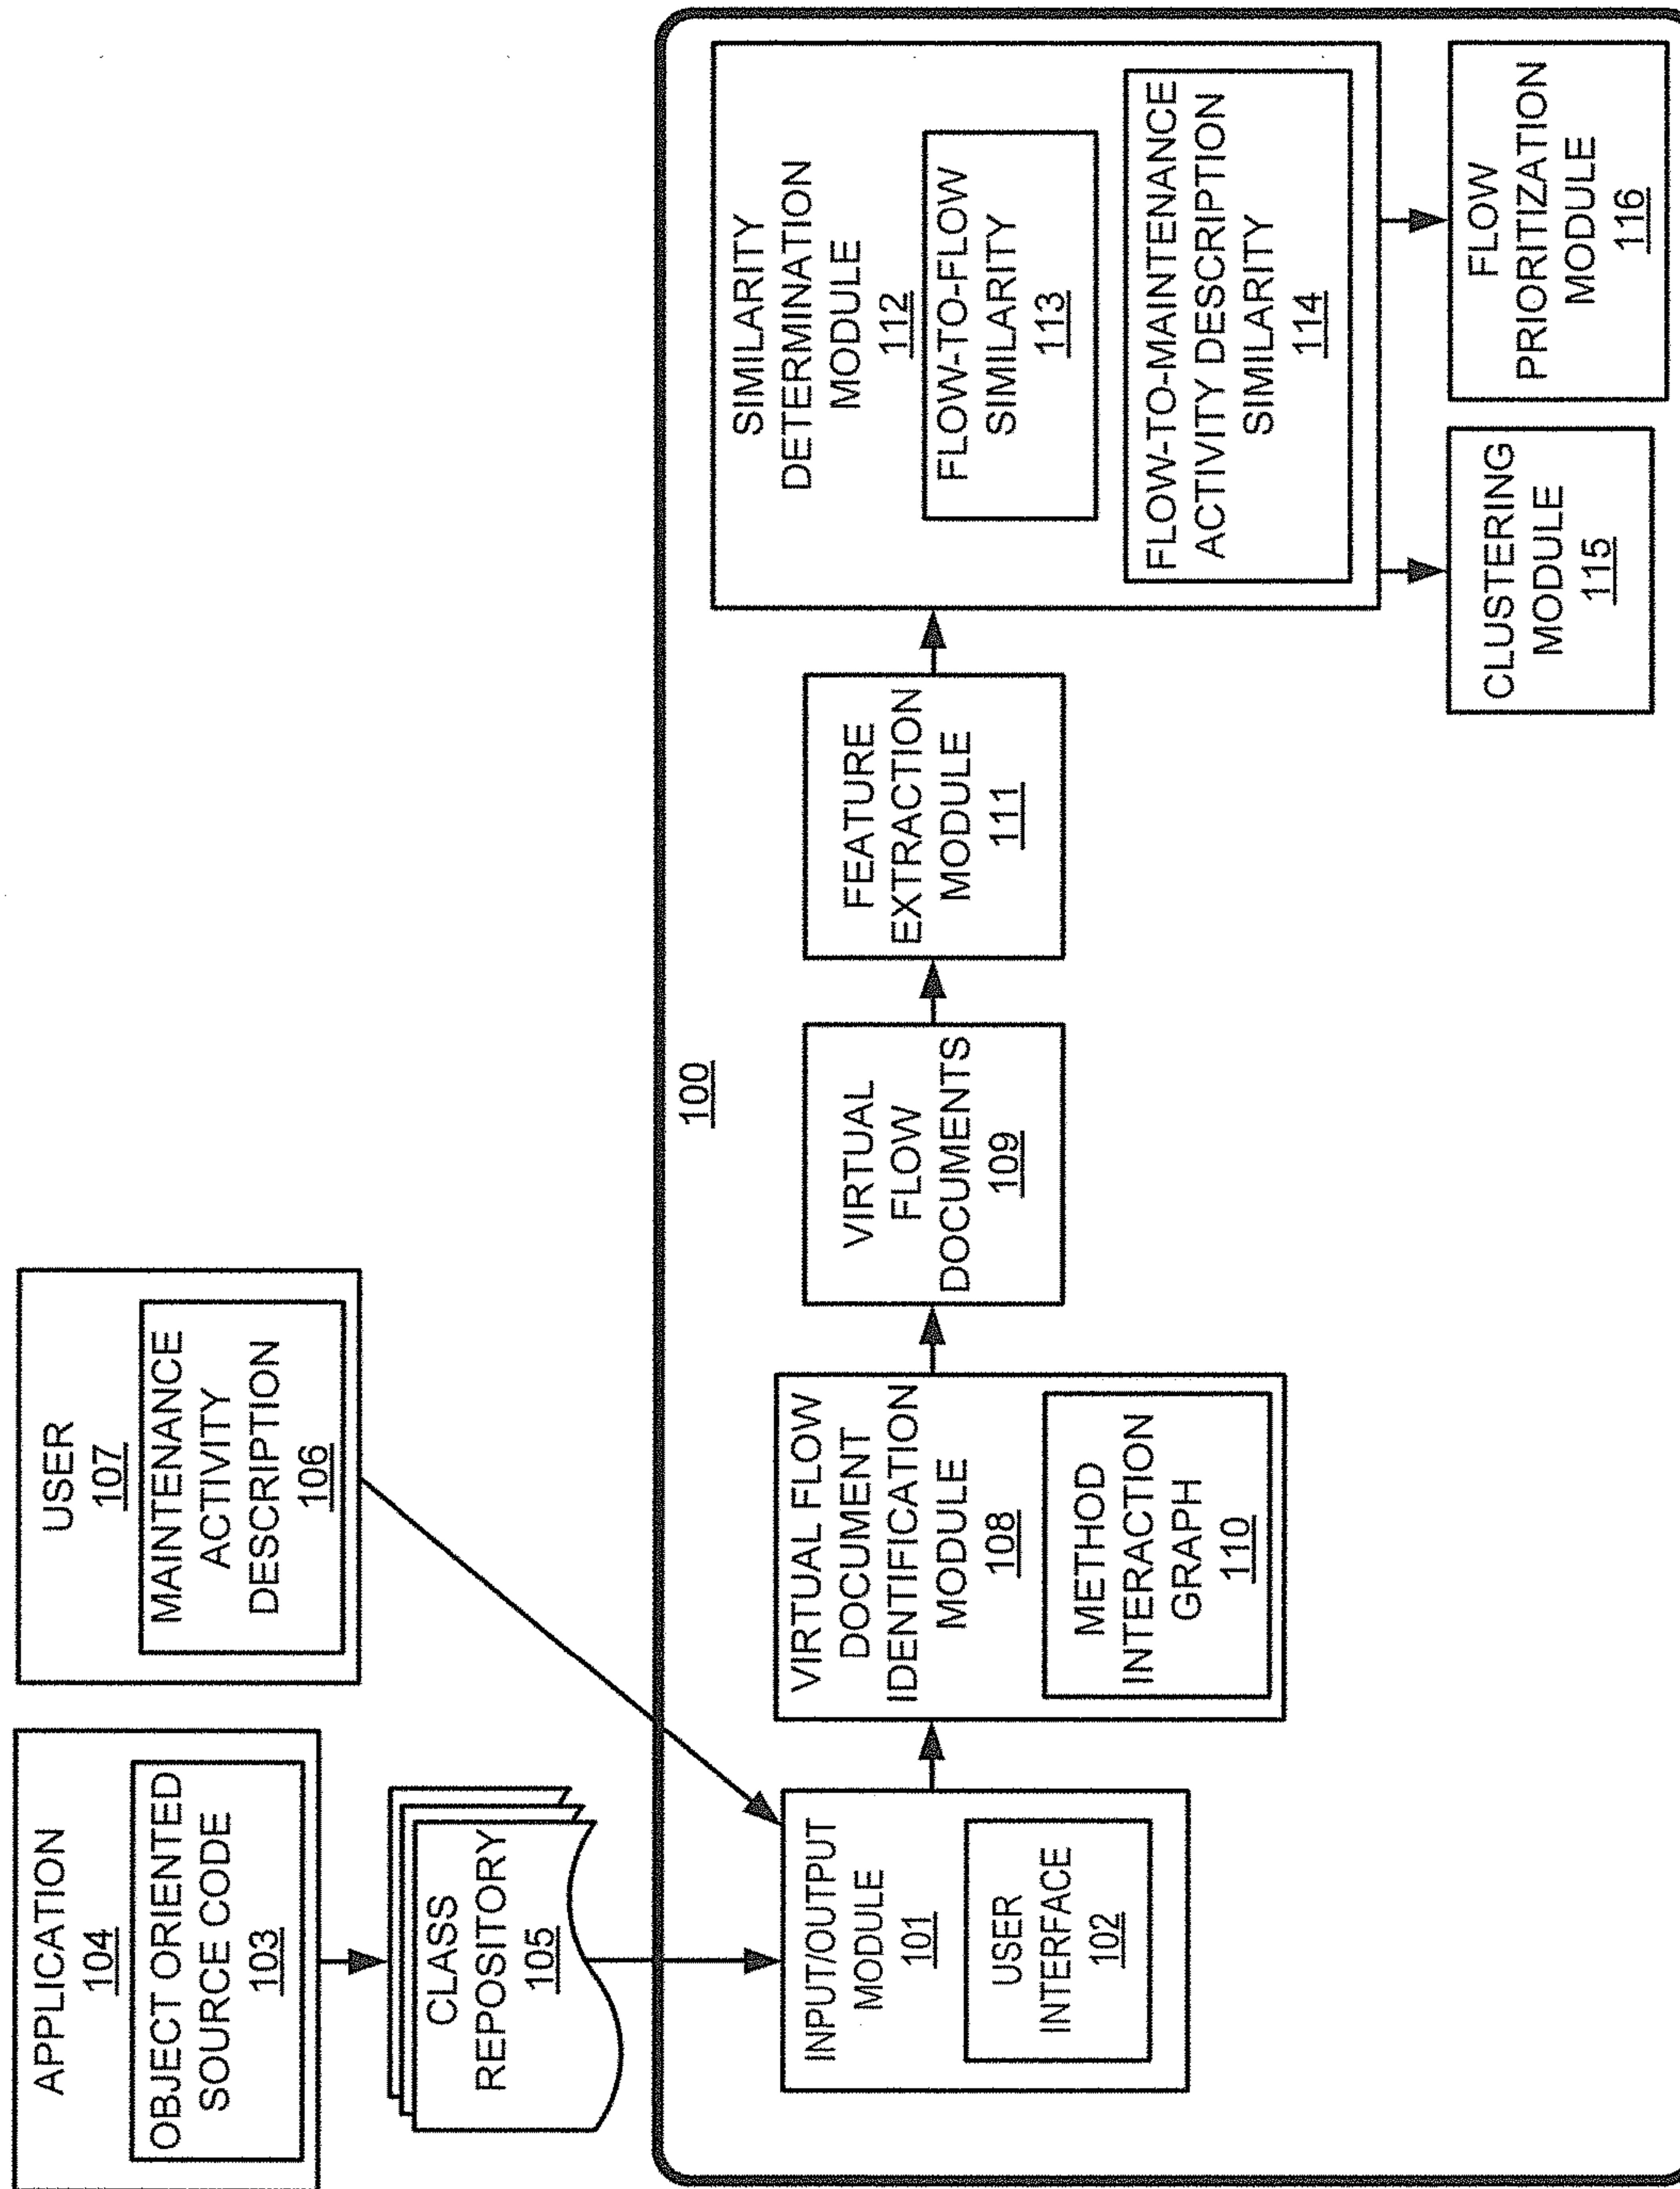 APPLICATION
104
OBJECT ORIENTED
SOURCE CODE
103
USER
107
MAINTENANCE
ACTIVITY
DESCRIPTION
106
CLASS
REPOSITORY
105
100
INPUT/OUTPUT
MODULE
101
USER
INTERFACE
102
VIRTUAL FLOW
DOCUMENT
IDENTIFICATION
MODULE
108
METHOD
INTERACTION
GRAPH
110
VIRTUAL
FLOW
DOCUMENTS
109
FEATURE
EXTRACTION
MODULE
111
SIMILARITY
DETERMINATION
MODULE
112
FLOW-TO-FLOW
SIMILARITY
113
FLOW-TO-MAINTENANCE
ACTIVITY DESCRIPTION
SIMILARITY
114
CLUSTERING
MODULE
115
FLOW
PRIORITIZATION
MODULE
116